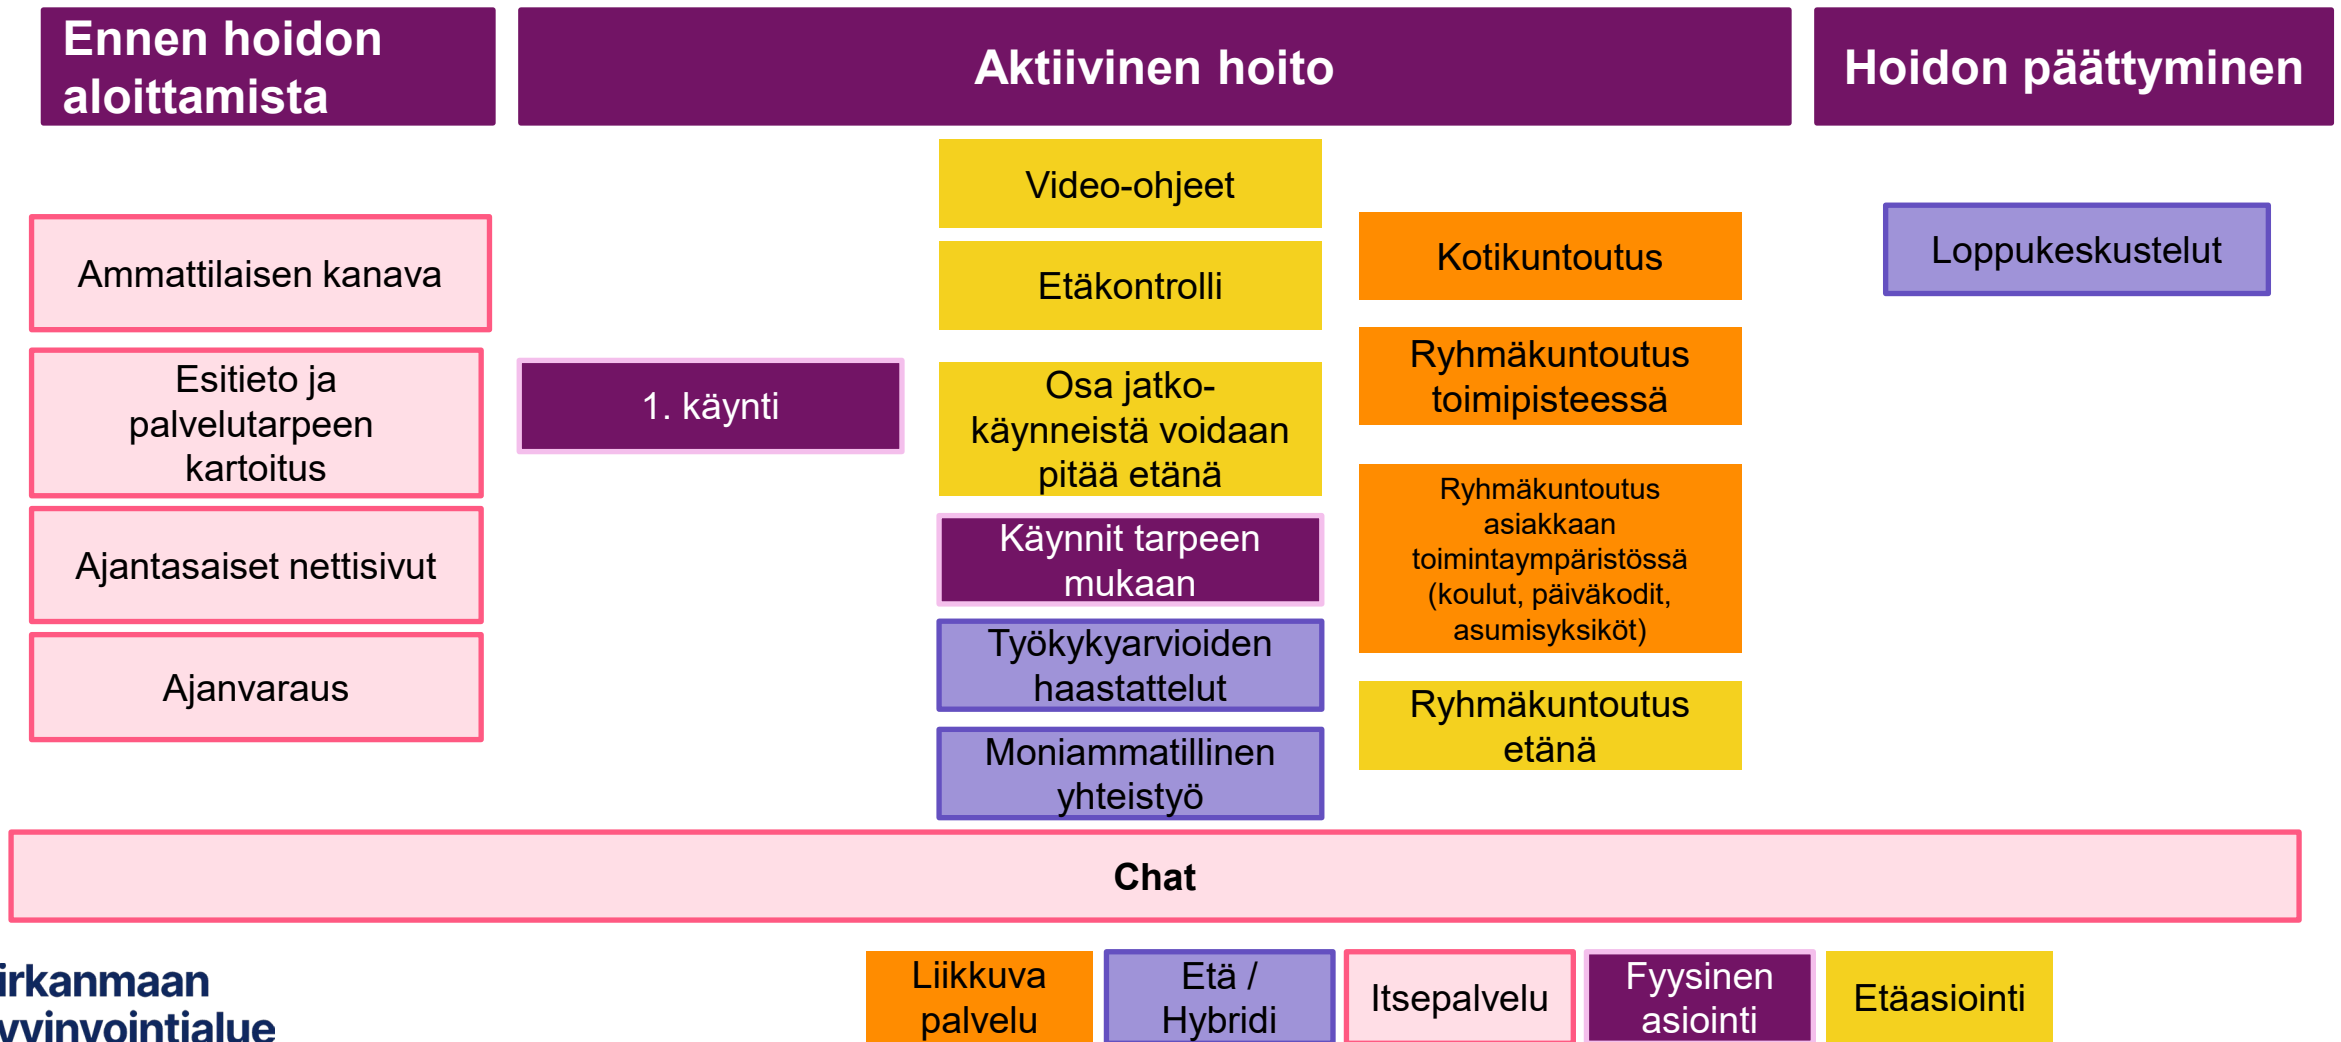 Ennen hoidon
aloittamista
Aktiivinen hoito
Hoidon päättyminen
Ammattilaisen kanava
Esitieto ja
palvelutarpeen
kartoitus
Ajantasaiset nettisivut
Ajanvaraus
1. käynti
Video-ohjeet
Etäkontrolli
Osa jatko-
käynneistä voidaan
pitää etänä
Käynnit tarpeen
mukaan
Työkykyarvioiden
haastattelut
Moniammatillinen
yhteistyö
Kotikuntoutus
Ryhmäkuntoutus
toimipisteessä
Ryhmäkuntoutus
asiakkaan
toimintaympäristössä
(koulut, päiväkodit,
asumisyksiköt)
Ryhmäkuntoutus
etänä
Loppukeskustelut
Chat
irkanmaan
yvinvointialue
Liikkuva
palvelu
Etä /
Hybridi
Itsepalvelu
Fyysinen
asiointi
Etäasiointi